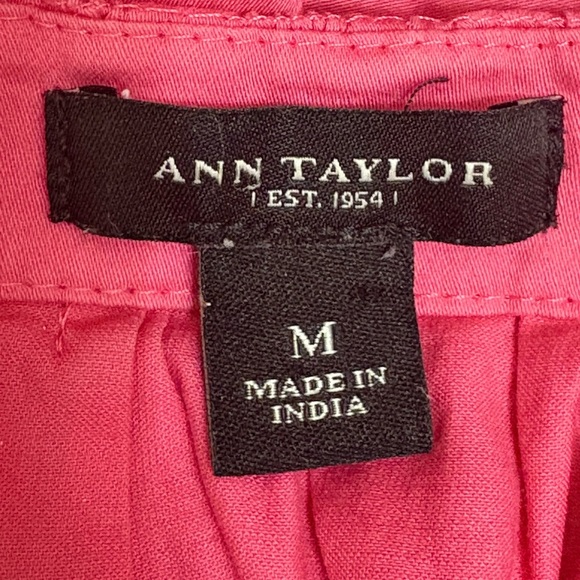 ANN TAYLOR
EST. 1954
M
MADE IN
INDIA